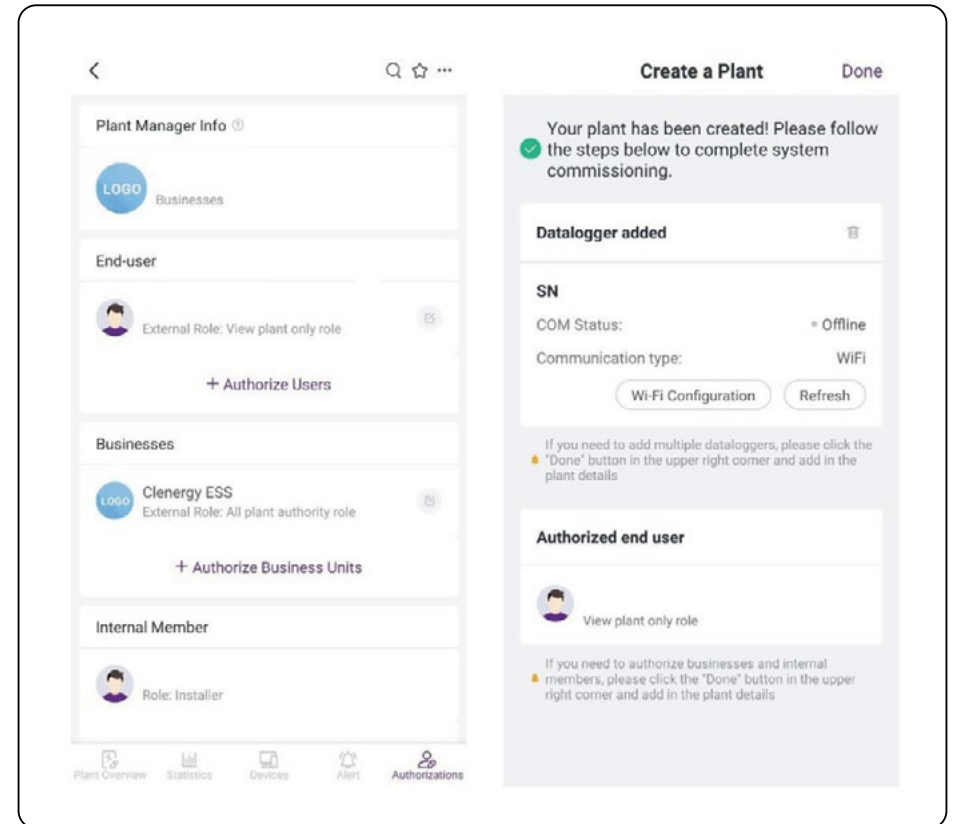 Plant Manager Info
LOGO
Businesses
End-user
External Role: View plant only role
+ Authorize Users
Businesses
LOGO
Clenergy ESS
External Role: All plant authority role
+ Authorize Business Units
Internal Member
Role: Installer
Plant Overview
Statistics
Devices
Alert
Authorizations
Create a Plant
Done
Your plant has been created! Please follow
the steps below to complete system
commissioning.
Datalogger added
SN
COM Status:
Offline
Communication type:
WiFi
Wi-Fi Configuration
Refresh
If you need to add multiple dataloggers, please click the
"Done" button in the upper right corner and add in the
plant details
Authorized end user
View plant only role
If you need to authorize businesses and internal
members, please click the "Done" button in the upper
right corner and add in the plant details